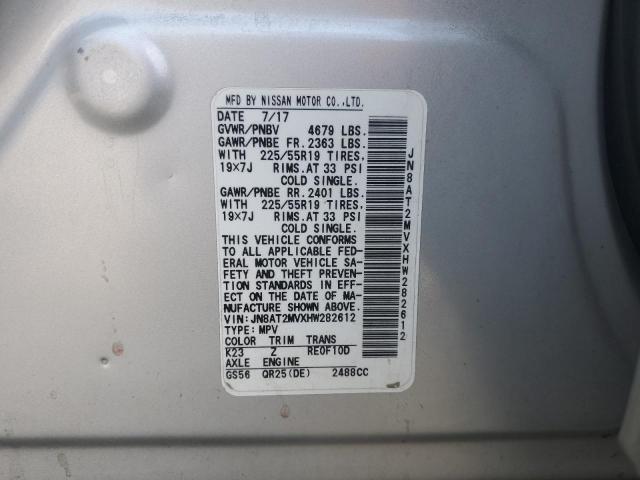 MFD BY NISSAN MOTOR CO.,LTD.
DATE 7/17
GVWR/PNBV 4679 LBS.
GAWR/PNBE FR. 2363 LBS.
WITH 225/55R19 TIRES,
19×7J RIMS.AT 33 PSI
COLD SINGLE.
GAWR/PNBE RR. 2401 LBS.
WITH 225/55R19 TIRES,
19×7J RIMS.AT 33 PSI
COLD SINGLE.
THIS VEHICLE CONFORMS
TO ALL APPLICABLE FED-
ERAL MOTOR VEHICLE SA-
FETY AND THEFT PREVEN-
TION STANDARDS IN EFF-
ECT ON THE DATE OF MA-
NUFACTURE SHOWN ABOVE.
VIN: JN8AT2MVXHW282612
TYPE: MPV
COLOR TRIM TRANS
K23 Z RE0F10D
AXLE ENGINE
GS56 QR25(DE) 2488CC
JN8AT2MVXHW282612